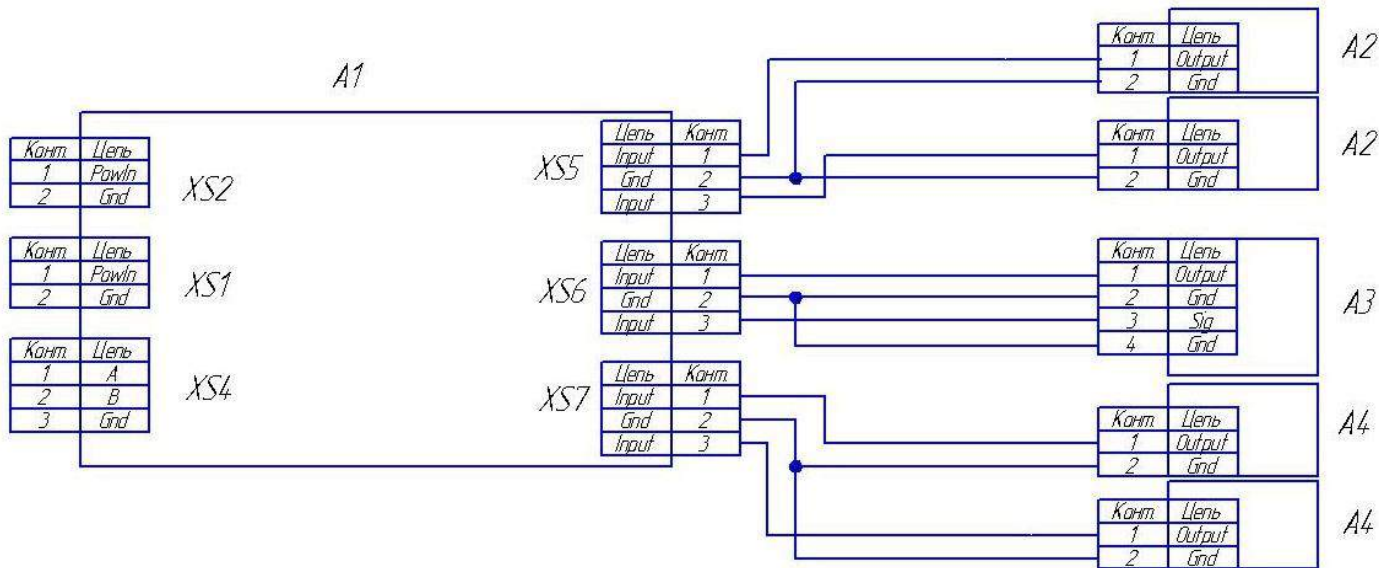 A1
Конт. Цепь
1 PowIn
2 Gnd
XS2
Конт. Цепь
1 PowIn
2 Gnd
XS1
Конт. Цепь
1 A
2 B
3 Gnd
XS4
XS5
Цепь Конт.
Input 1
Gnd 2
Input 3
XS6
Цепь Конт.
Input 1
Gnd 2
Input 3
XS7
Цепь Конт.
Input 1
Gnd 2
Input 3
Конт. Цепь
1 Output
2 Gnd
A2
Конт. Цепь
1 Output
2 Gnd
A2
Конт. Цепь
1 Output
2 Gnd
3 Sig
4 Gnd
A3
Конт. Цепь
1 Output
2 Gnd
A4
Конт. Цепь
1 Output
2 Gnd
A4